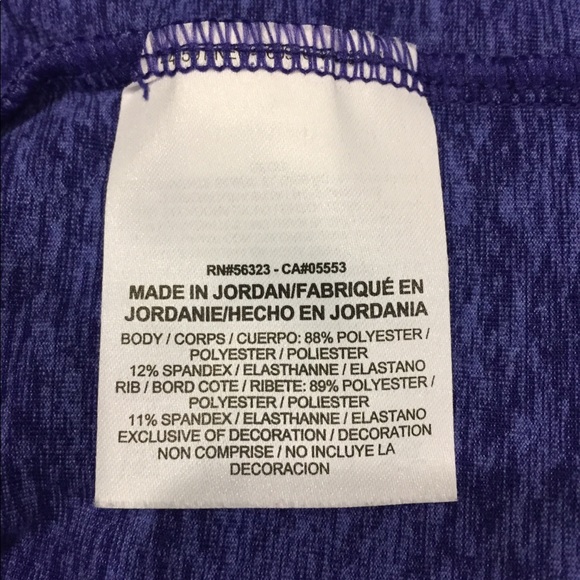 RN#56323 - CA#05553
MADE IN JORDAN/FABRIQUÉ EN
JORDANIE/HECHO EN JORDANIA
BODY / CORPS / CUERPO: 88% POLYESTER /
POLYESTER / POLIESTER
12% SPANDEX / ELASTHANNE / ELASTANO
RIB / BORD COTE / RIBETE: 89% POLYESTER /
POLYESTER / POLIESTER
11% SPANDEX / ELASTHANNE / ELASTANO
EXCLUSIVE OF DECORATION / DECORATION
NON COMPRISE / NO INCLUYE LA
DECORACION